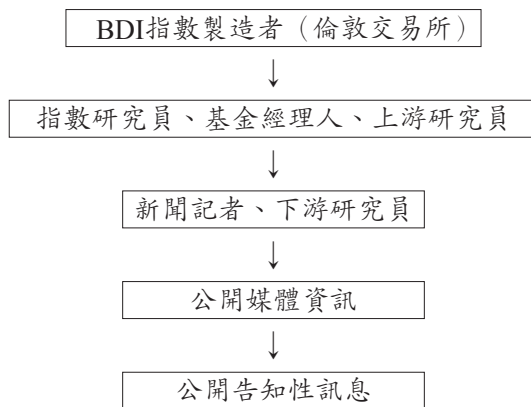 BDI指數製造者（倫敦交易所）
指數研究員、基金經理人、上游研究員
新聞記者、下游研究員
公開媒體資訊
公開告知性訊息